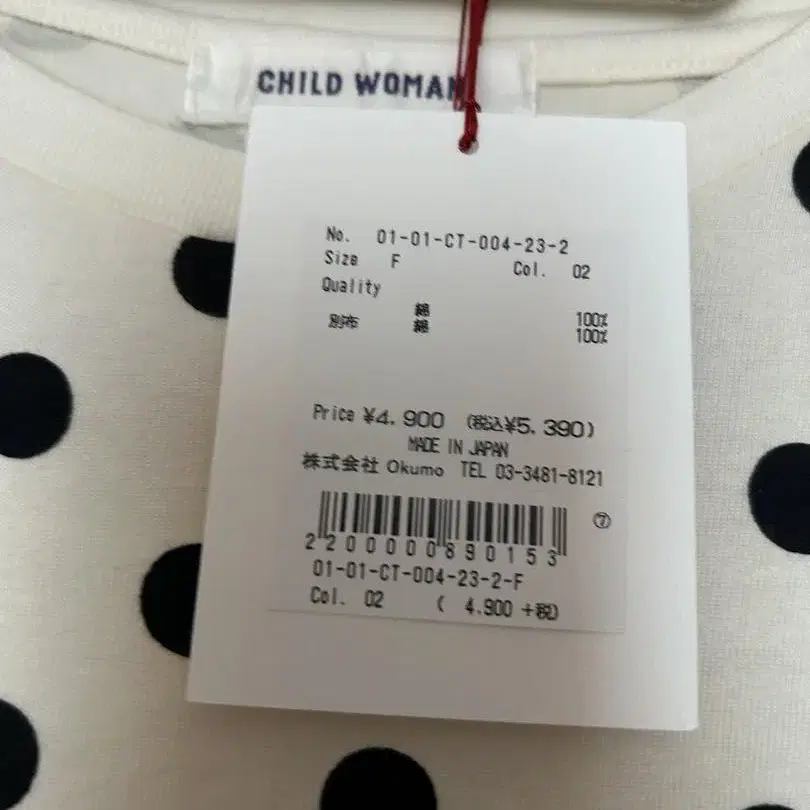 CHILD WOMAN
No. 01-01-CT-004-23-2
Size F Col. 02
Quality
綿 100%
別布 綿 100%
Price ¥4.900 (税込¥5.390)
MADE IN JAPAN
株式会社 Okumo TEL 03-3481-8121
⑦
2200000890153
01-01-CT-004-23-2-F
Col. 02 ( 4.900 +税)